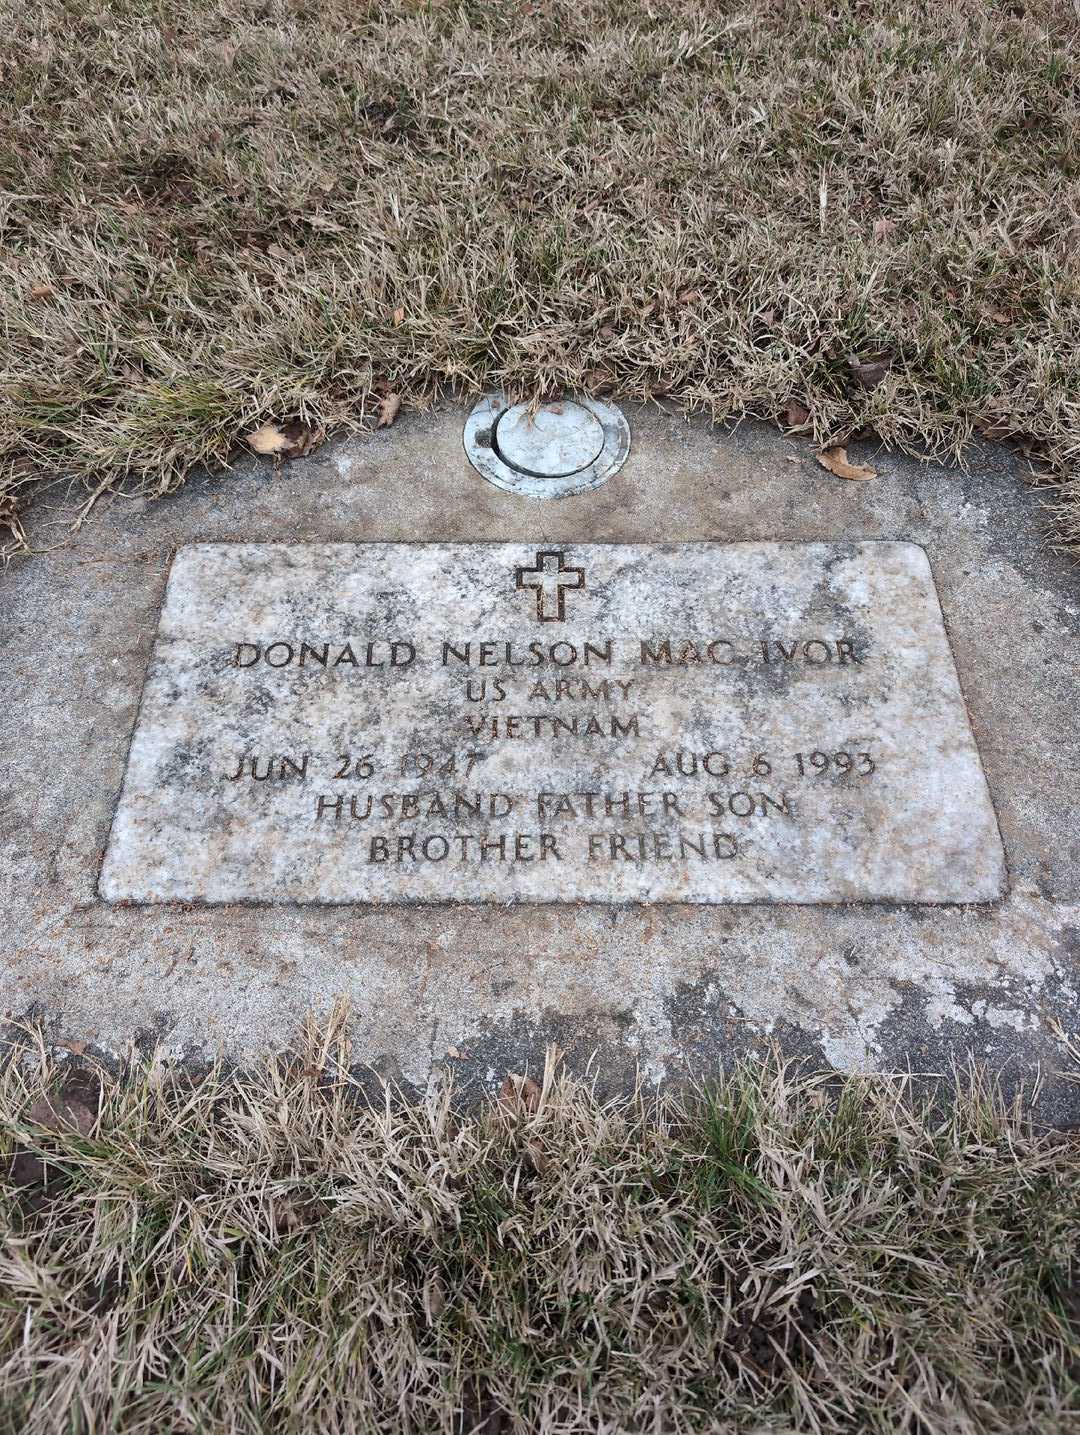 DONALD NELSON MAC IVOR
US ARMY
VIETNAM
JUN 26 1947 AUG 6 1993
HUSBAND FATHER SON
BROTHER FRIEND